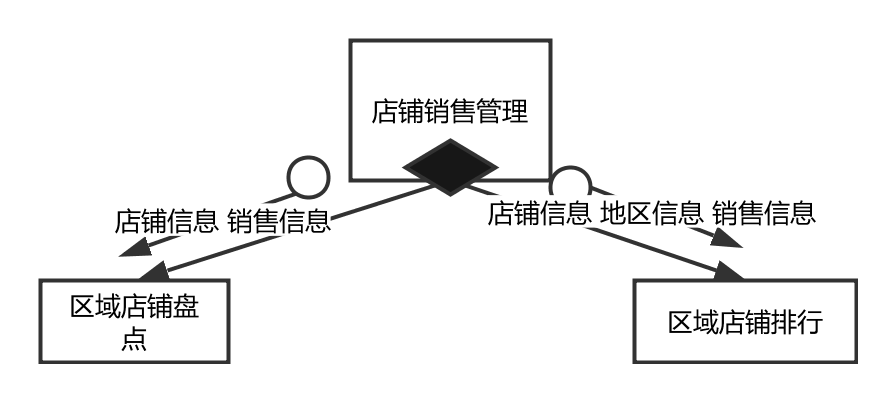 店铺销售管理
店铺信息 销售信息
店铺信息 地区信息 销售信息
区域店铺盘
点
区域店铺排行